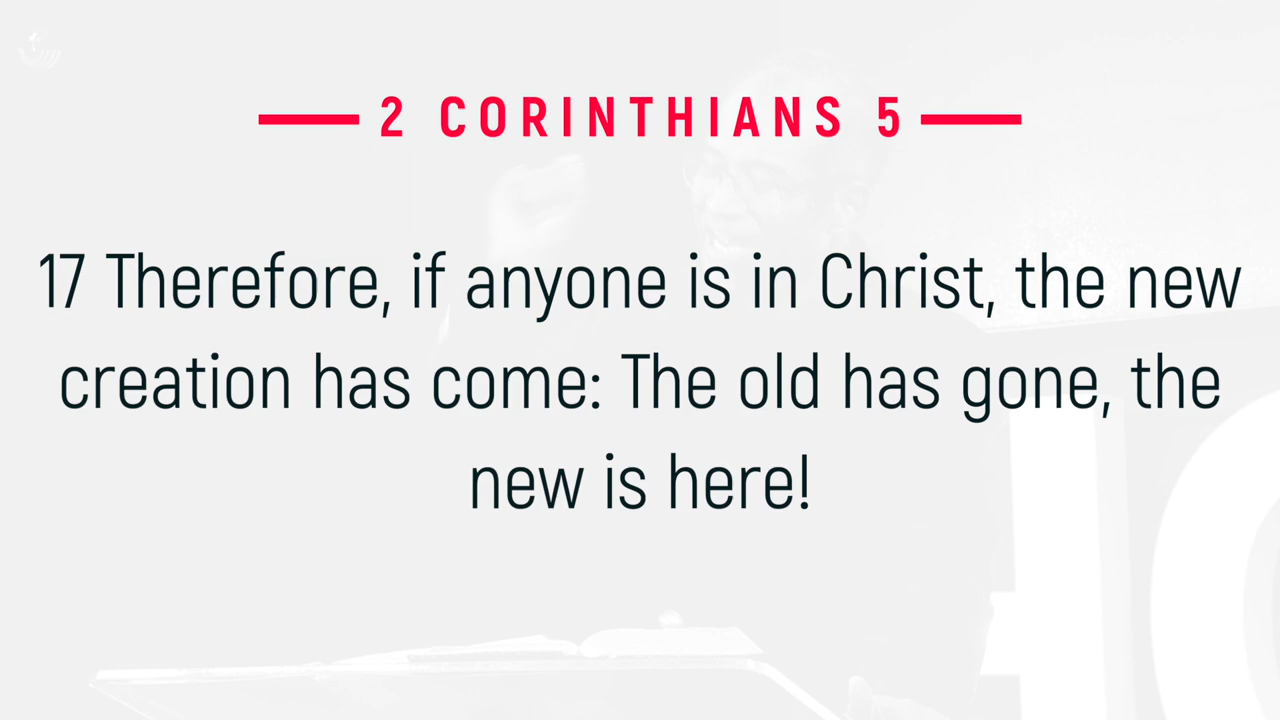 2 CORINTHIANS 5
17 Therefore, if anyone is in Christ, the new
creation has come: The old has gone, the
new is here!